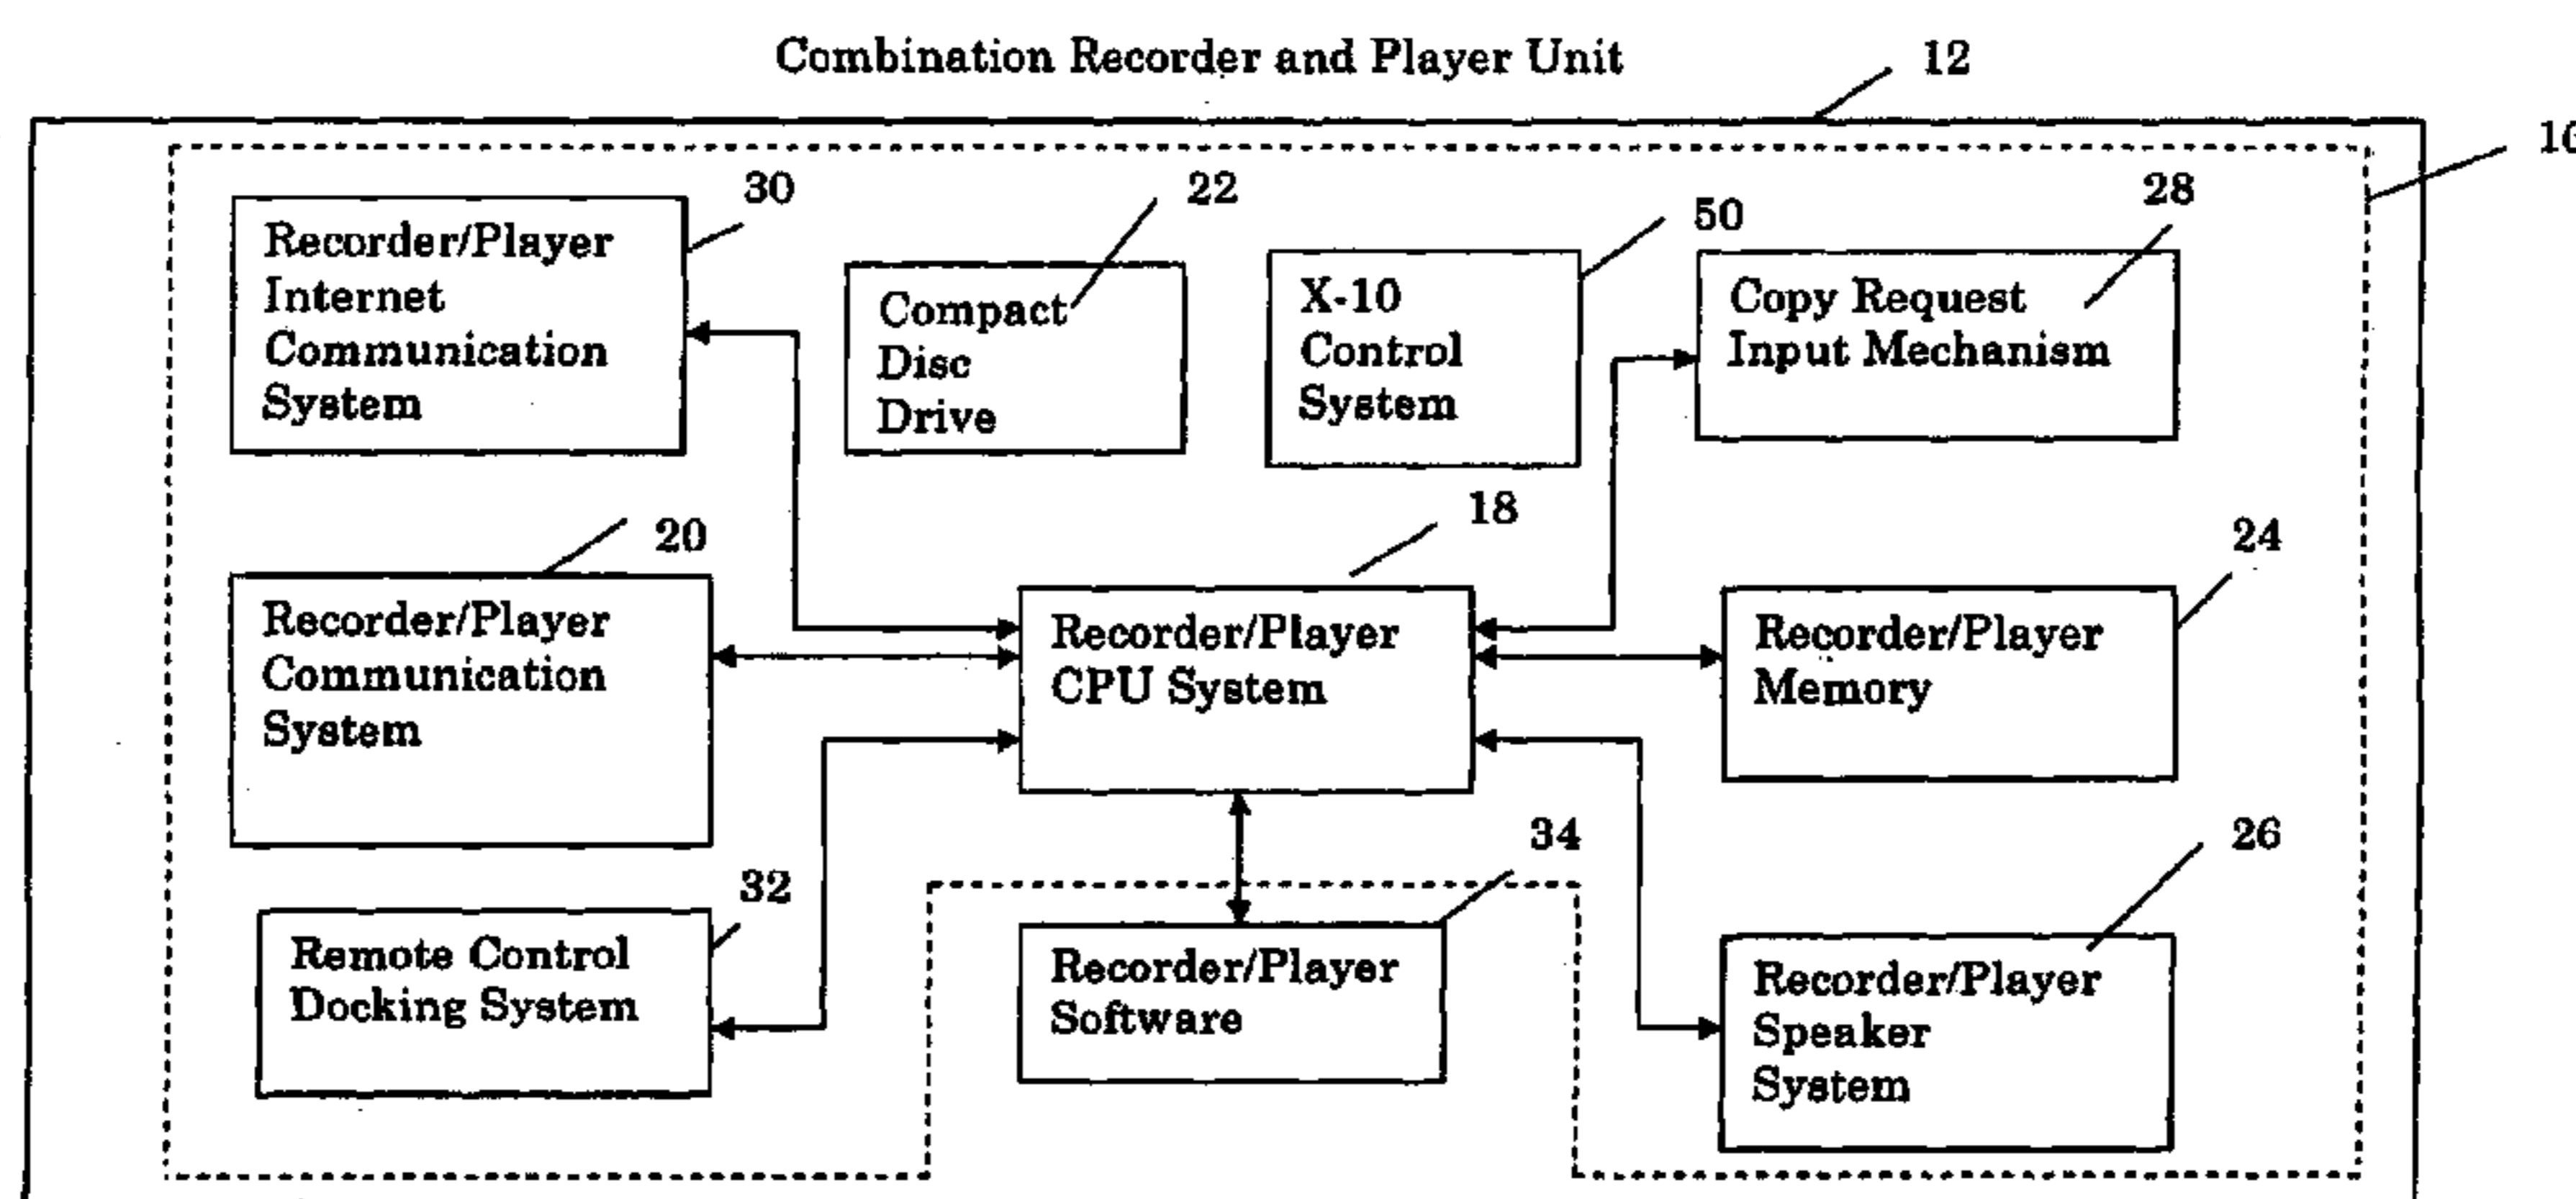 Combination Recorder and Player Unit
12
30
22
50
28
Recorder/Player
Internet
Communication
System
Compact
Disc
Drive
X-10
Control
System
Copy Request
Input Mechanism
20
18
24
Recorder/Player
Communication
System
Recorder/Player
CPU System
Recorder/Player
Memory
32
34
26
Remote Control
Docking System
Recorder/Player
Software
Recorder/Player
Speaker
System